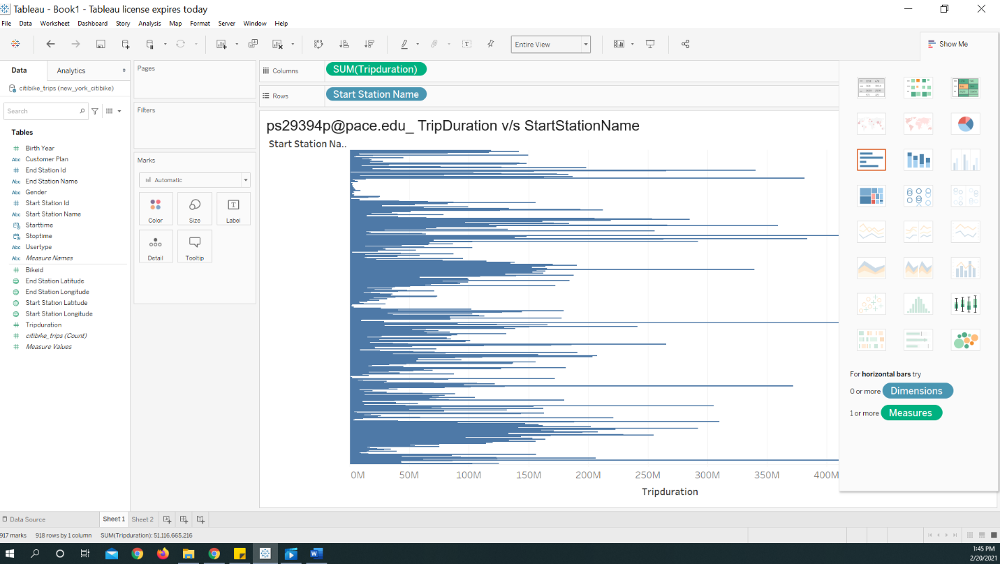 Tableau - Book1 - Tableau license expires today
File Data Worksheet Dashboard Story Analysis Map Format Server Window Help
Entire View
Show Me
Data Analytics
citibike_trips (new_york_citibike)
Search
Tables
# Birth Year
Abc Customer Plan
# End Station Id
Abc End Station Name
Abc Gender
# Start Station Id
Abc Start Station Name
Starttime
Stoptime
Abc Usertype
Abc Measure Names
# Bikeid
End Station Latitude
End Station Longitude
Start Station Latitude
Start Station Longitude
# Tripduration
# citibike_trips (Count)
# Measure Values
Pages
Filters
Marks
Automatic
Color Size Label
Detail Tooltip
Columns SUM(Tripduration)
Rows Start Station Name
ps29394p@pace.edu_ TripDuration v/s StartStationName
Start Station Na..
0M 50M 100M 150M 200M 250M 300M 350M 400M
Tripduration
For horizontal bars try
0 or more Dimensions
1 or more Measures
Data Source Sheet 1 Sheet 2
917 marks 918 rows by 1 column SUM(Tripduration): 51,116,665,216
1:45 PM
2/20/2021